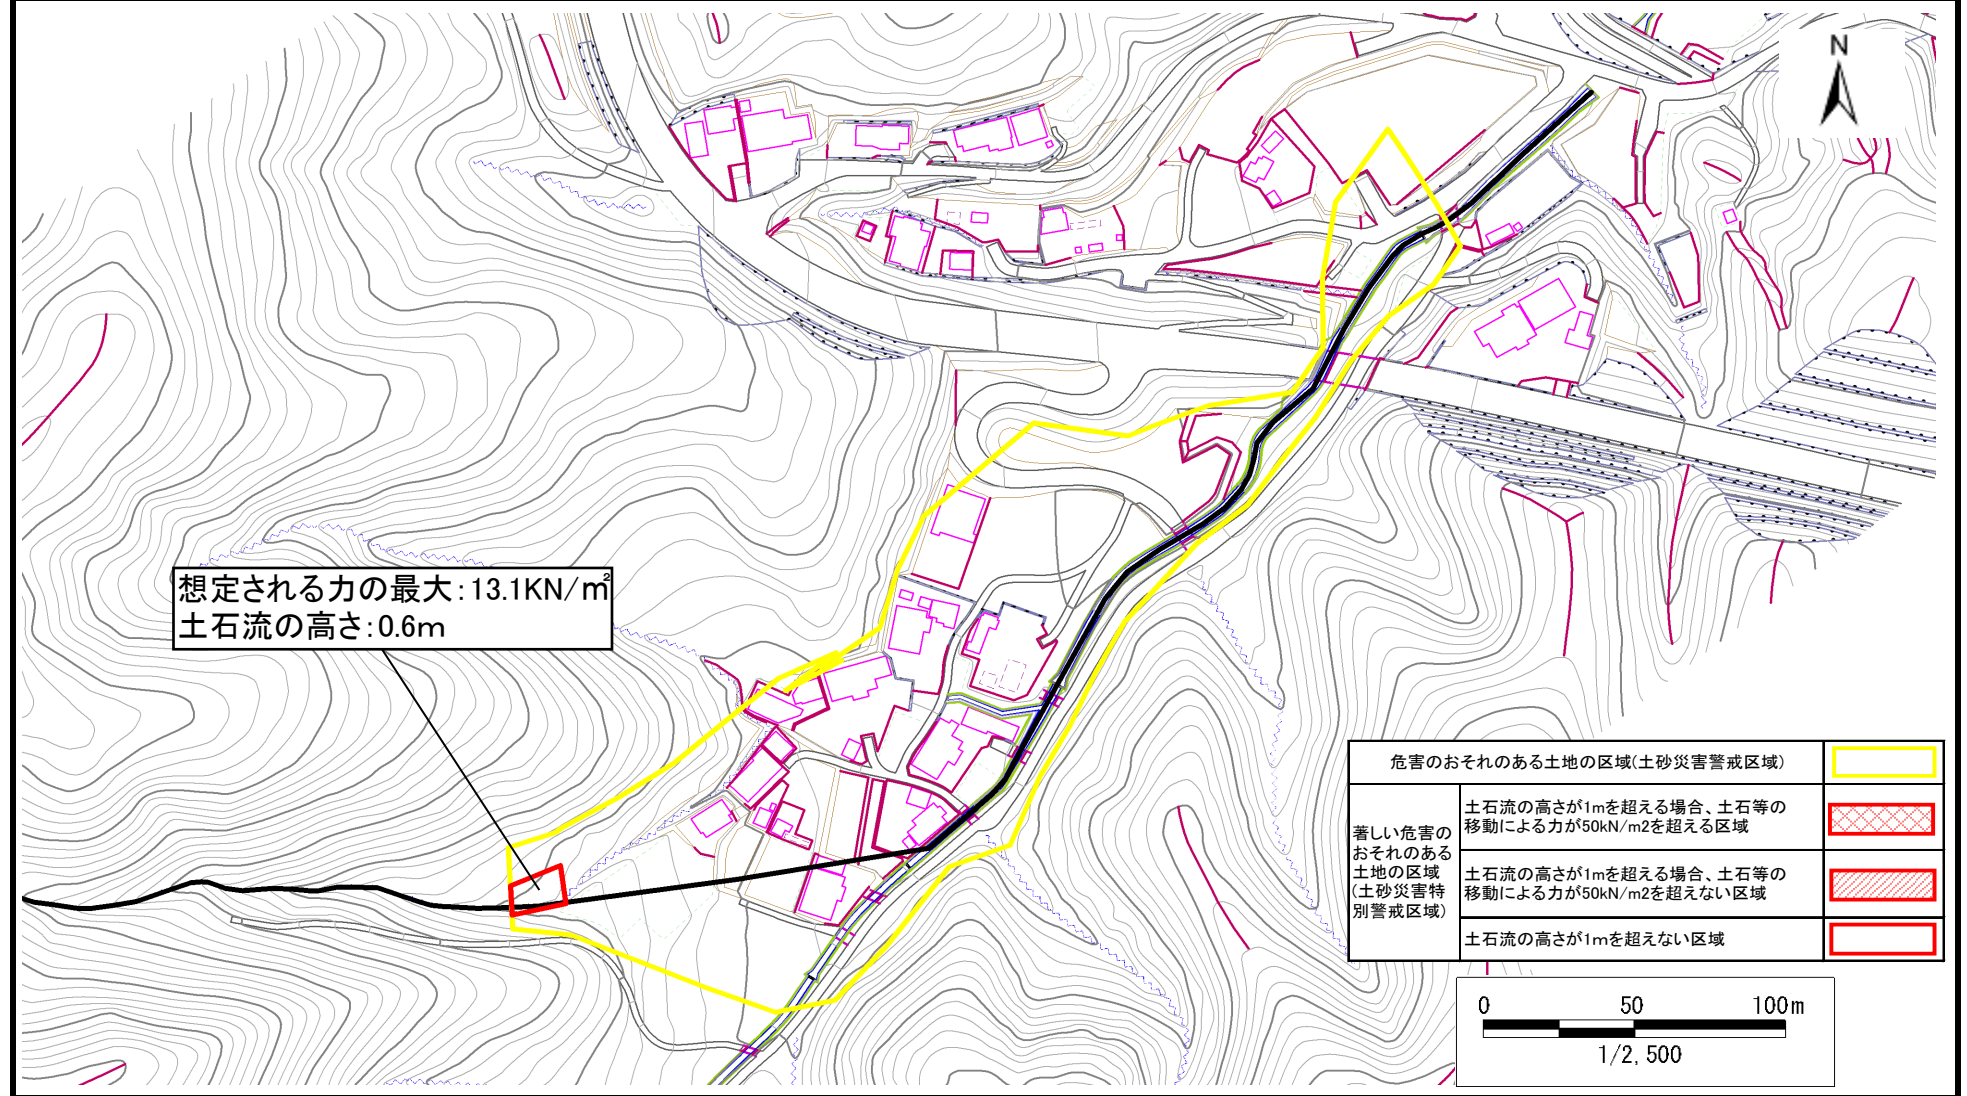 N
想定される力の最大:13.1KN/㎡
土石流の高さ:0.6m
危害のおそれのある土地の区域(土砂災害警戒区域)
著しい危害の
おそれのある
土地の区域
(土砂災害特
別警戒区域)
土石流の高さが1mを超える場合、土石等の
移動による力が50kN/m2を超える区域
土石流の高さが1mを超える場合、土石等の
移動による力が50kN/m2を超えない区域
土石流の高さが1mを超えない区域
0 50 100m
1/2,500